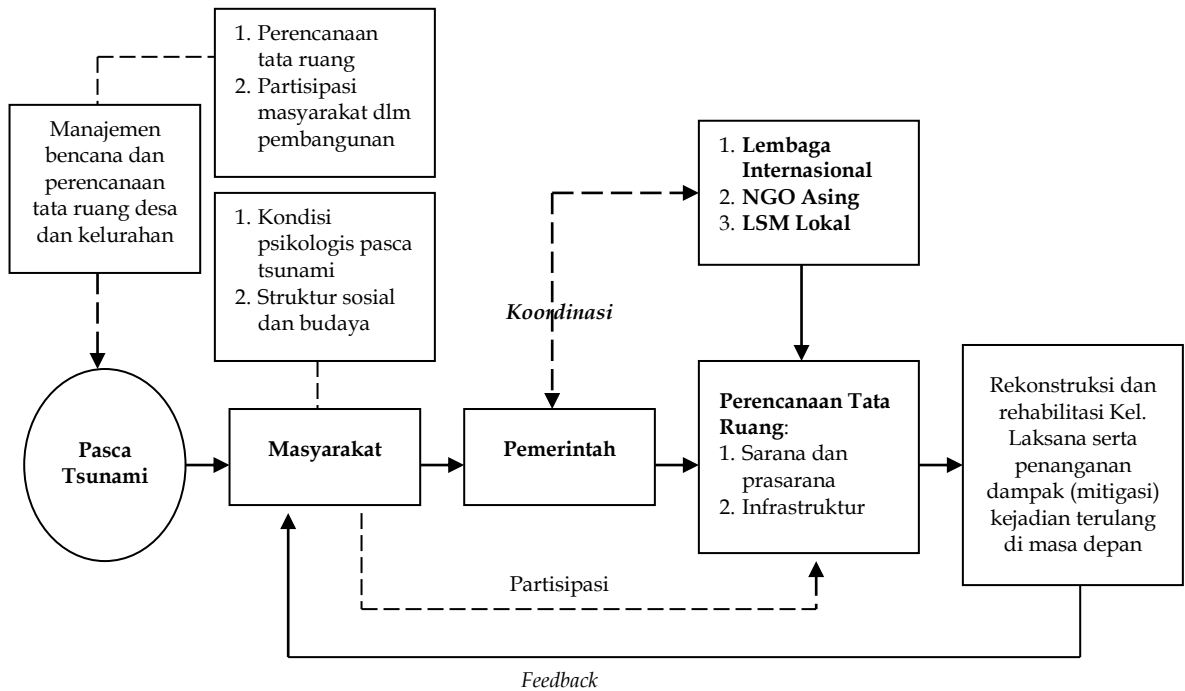 1. Perencanaan
tata ruang
2. Partisipasi
masyarakat dlm
pembangunan
Manajemen
bencana dan
perencanaan
tata ruang desa
dan kelurahan
1. Kondisi
psikologis pasca
tsunami
2. Struktur sosial
dan budaya
1. Lembaga
Internasional
2. NGO Asing
3. LSM Lokal
Koordinasi
Pasca
Tsunami
Masyarakat
Pemerintah
Perencanaan Tata
Ruang:
1. Sarana dan
prasarana
2. Infrastruktur
Rekonstruksi dan
rehabilitasi Kel.
Laksana serta
penanganan
dampak (mitigasi)
kejadian terulang
di masa depan
Partisipasi
Feedback